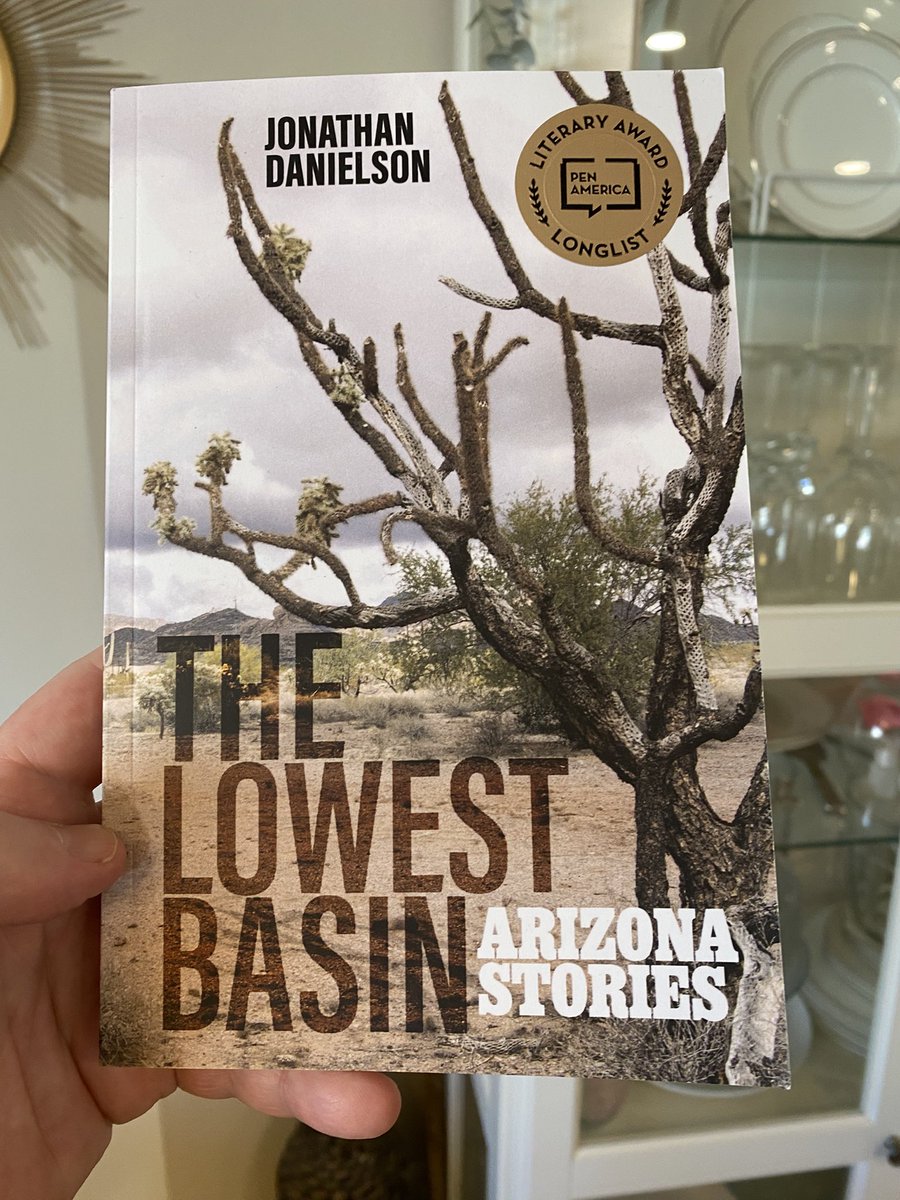 JONATHAN
DANIELSON
LITERARY AWARD
PEN
AMERICA
LONGLIST
THE
LOWEST
BASIN
ARIZONA
STORIES